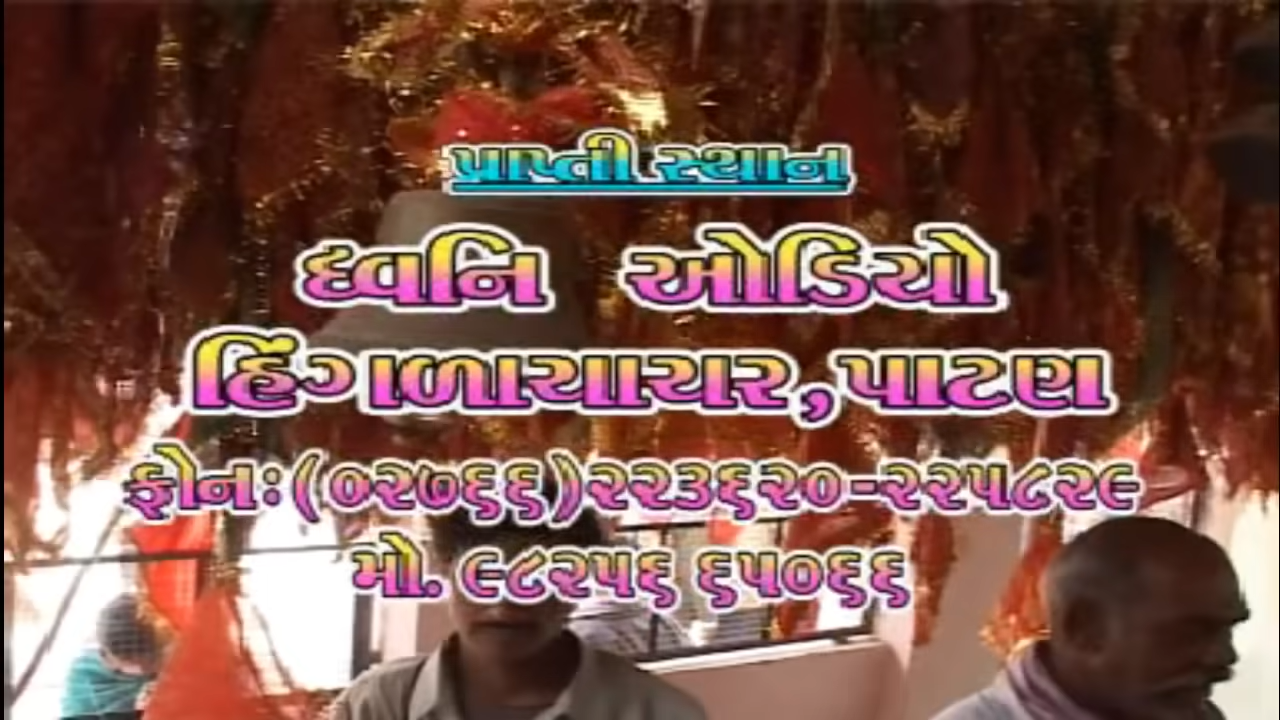 પ્રાપ્તી સ્થાન
ધ્વનિ ઓડિયો
હિંગળાચાચર,પાટણ
ફોનઃ(૦૨૭૬૬)૨૨૩૬૨૦-૨૨૫૮૨૯
મો. ૯૮૨૫૬ ૬૫૦૬૬